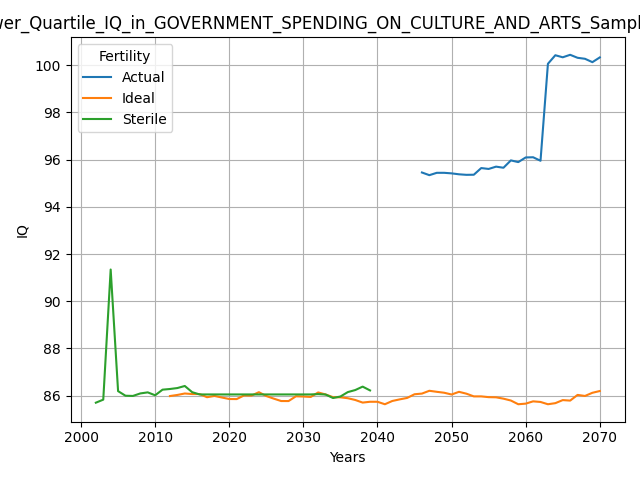 wer_Quartile_IQ_in_GOVERNMENT_SPENDING_ON_CULTURE_AND_ARTS_Sampl
Fertility
Actual
Ideal
Sterile
100
98
96
94
92
90
88
86
IQ
2000 2010 2020 2030 2040 2050 2060 2070
Years